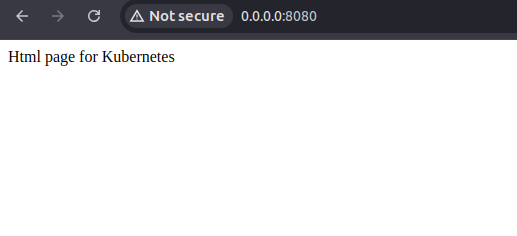 Not secure 0.0.0.0:8080
Html page for Kubernetes